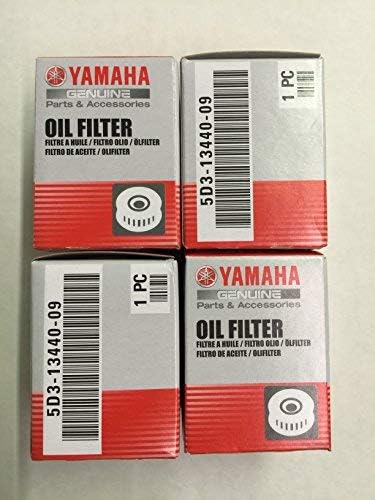 YAMAHA
GENUINE
Parts & Accessories
OIL FILTER
FILTRE A HUILE / FILTRO OLIO / ÖLFILTER
FILTRO DE ACEITE / OLIFILTER
5D3-13440-09
1 PC
5D3-13440-09
1 PC
YAMAHA
GENUINE
Parts & Accessories
OIL FILTER
FILTRE A HUILE / FILTRO OLIO / ÖLFILTER
FILTRO DE ACEITE / OLIFILTER